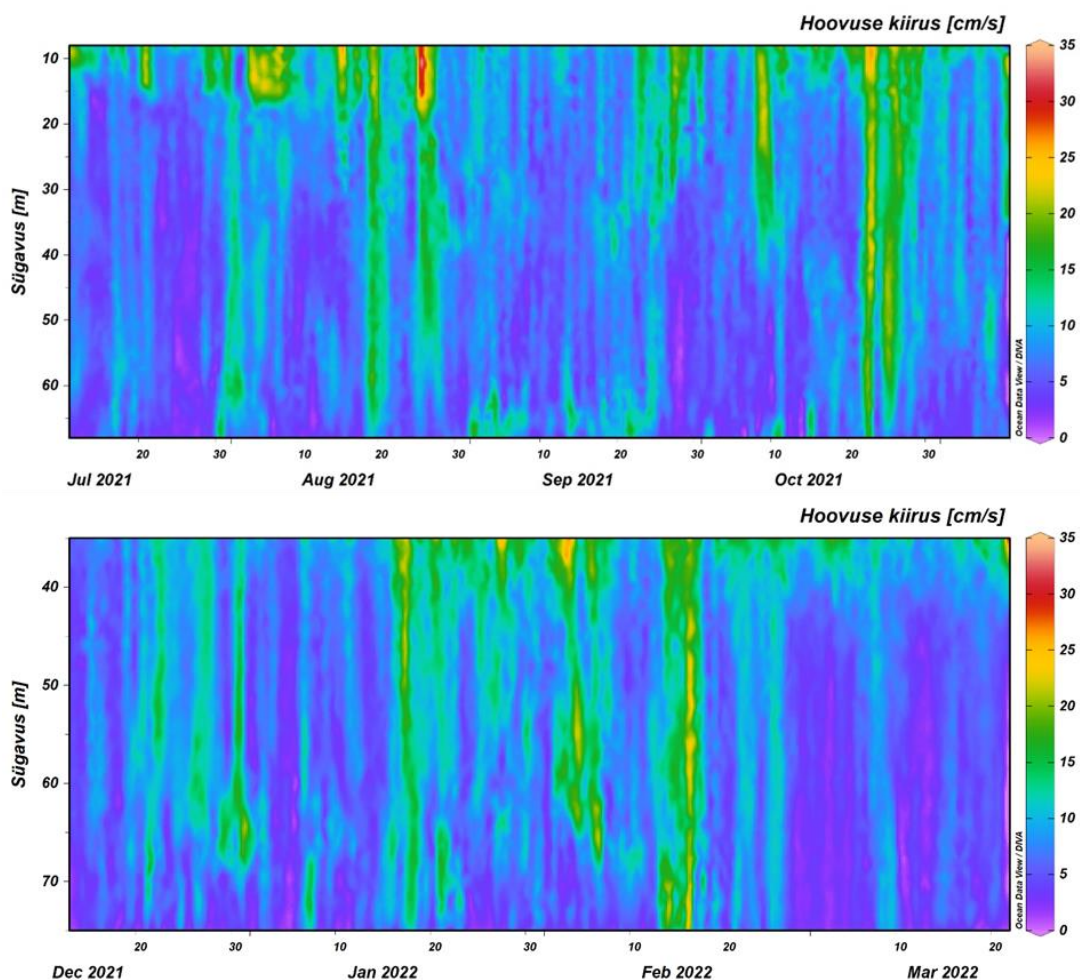 Hoovuse kiirus [cm/s]
10
20
30
40
50
60
Sügavus [m]
35
30
25
20
15
10
5
0
Ocean Data View / DIVA
20 30 10 20 30 10 20 30 10 20 30
Jul 2021 Aug 2021 Sep 2021 Oct 2021
Hoovuse kiirus [cm/s]
40
50
60
70
Sügavus [m]
35
30
25
20
15
10
5
0
Ocean Data View / DIVA
20 30 10 20 30 10 20 10 20
Dec 2021 Jan 2022 Feb 2022 Mar 2022